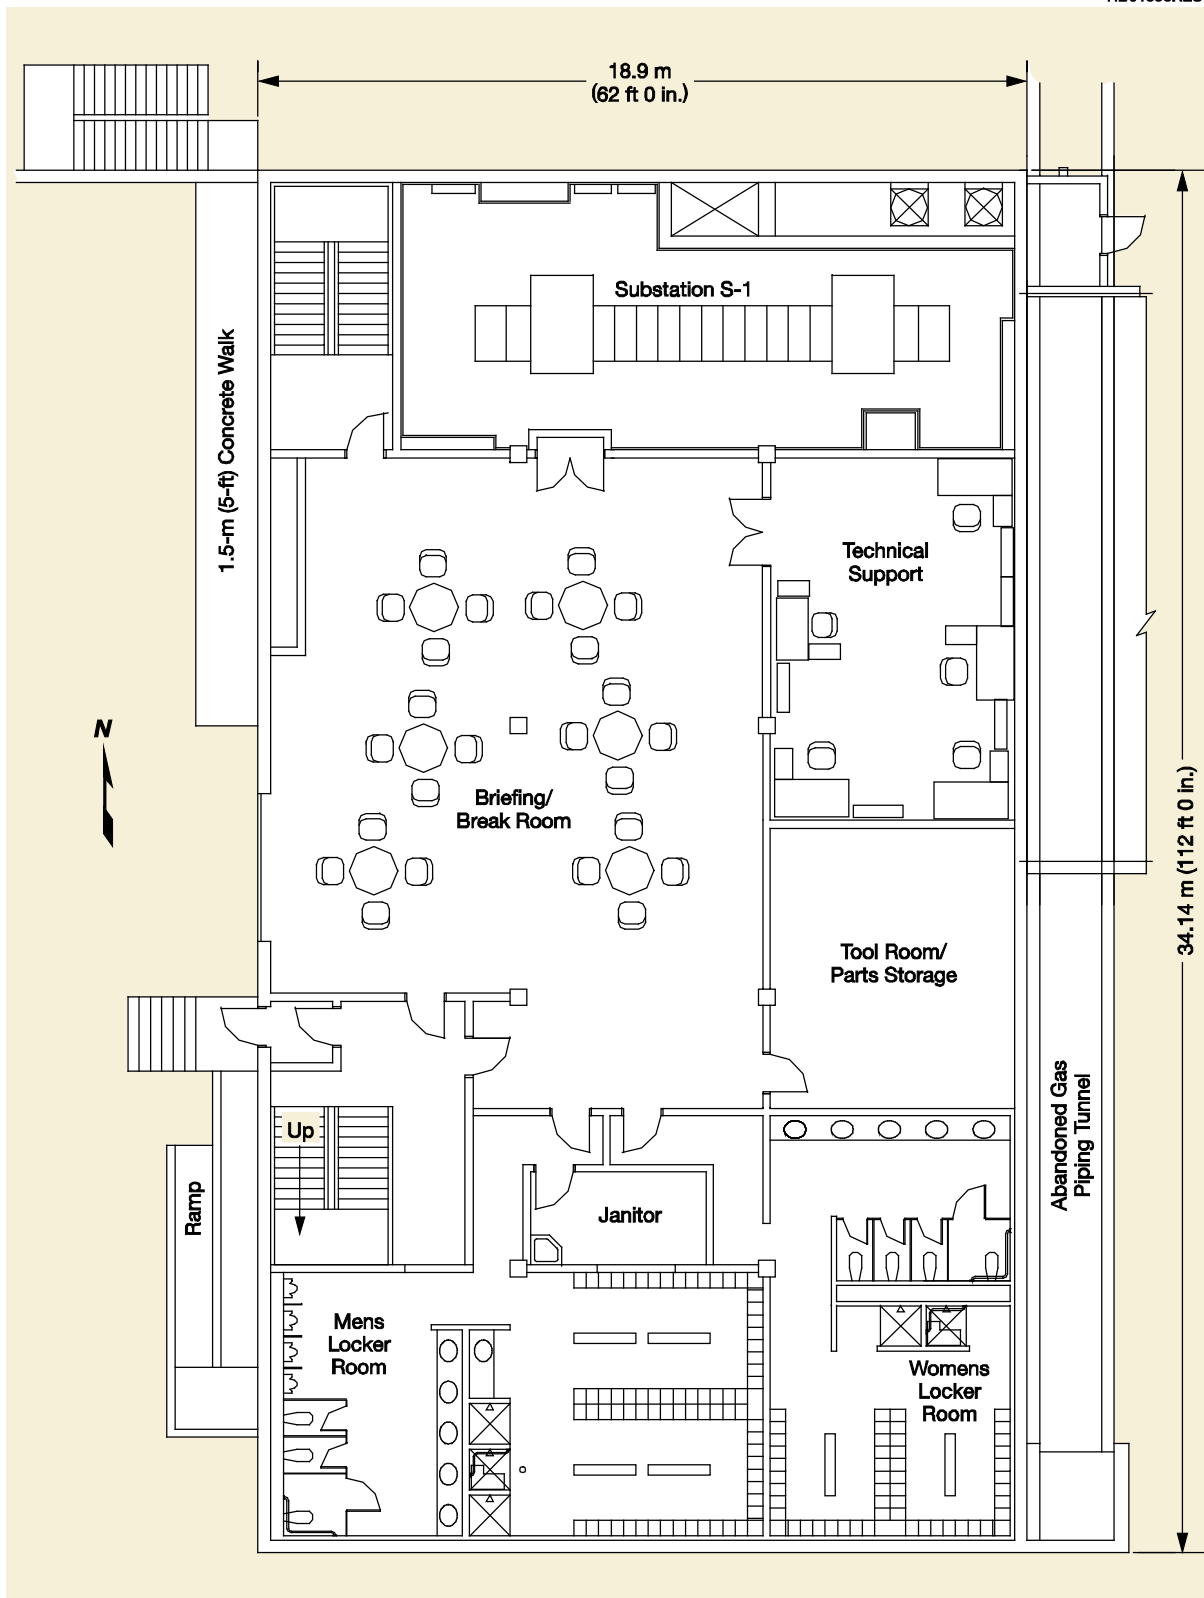 18.9 m
(62 ft 0 in.)
Substation S-1
1.5-m (5-ft) Concrete Walk
Technical
Support
N
Briefing/
Break Room
34.14 m (112 ft 0 in.)
Tool Room/
Parts Storage
Abandoned Gas
Piping Tunnel
Up
Ramp
Janitor
Mens
Locker
Room
Womens
Locker
Room